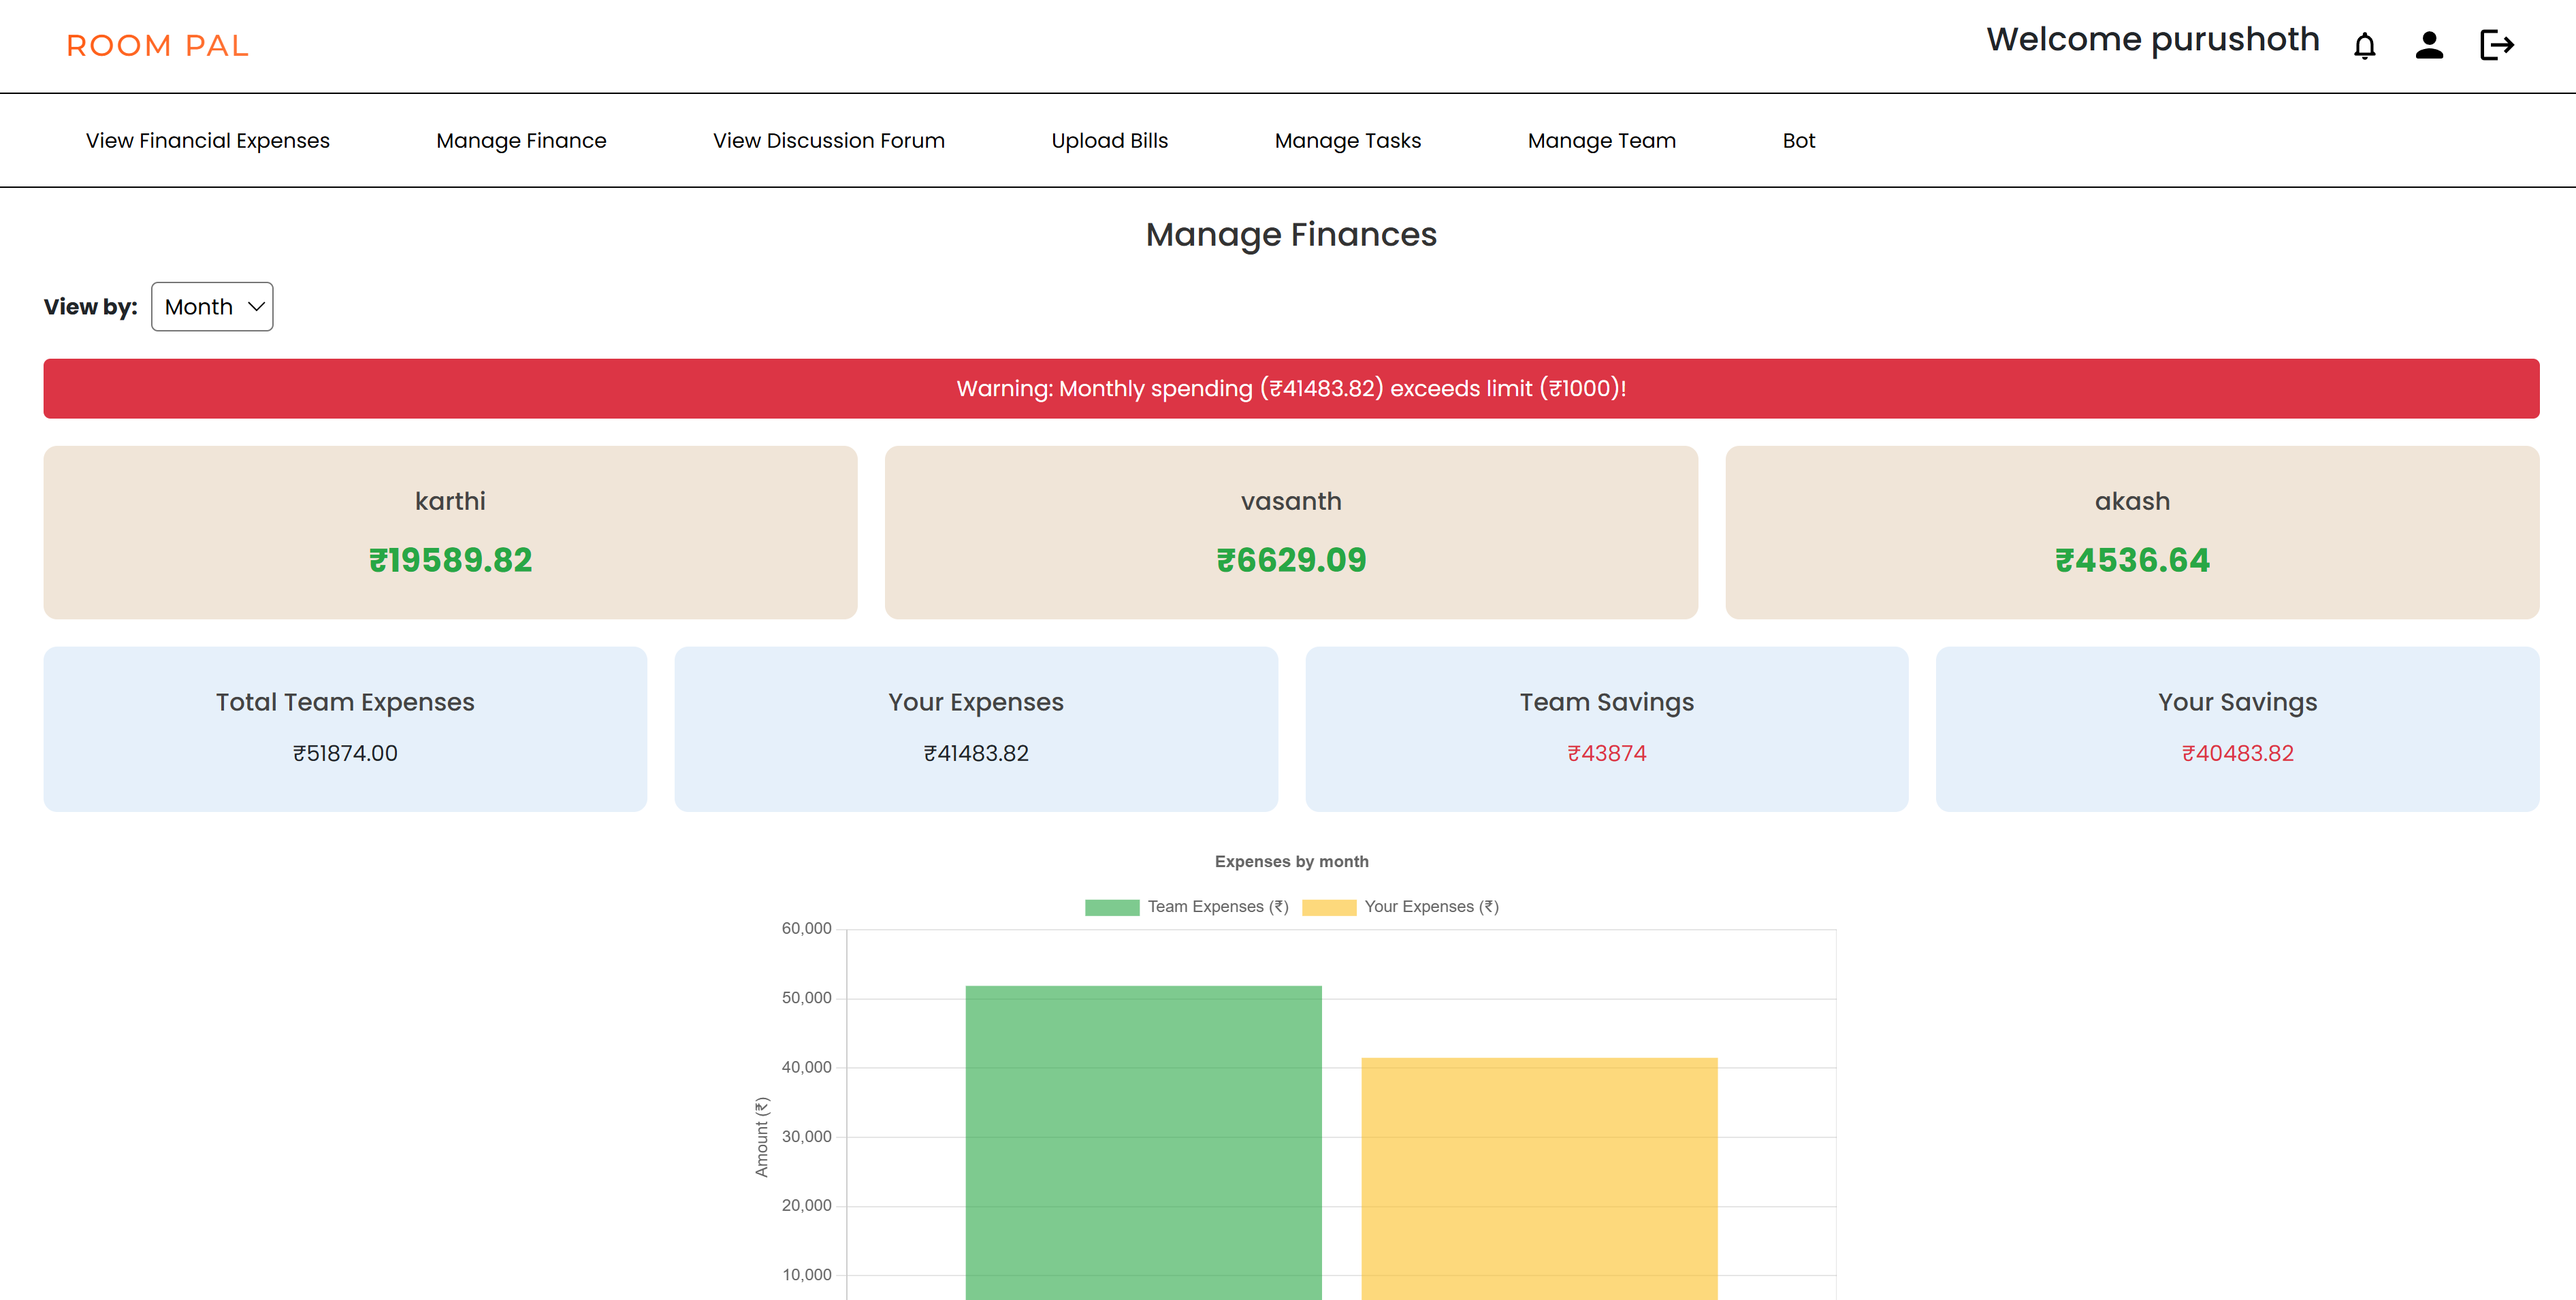 ROOM PAL
Welcome purushoth
View Financial Expenses Manage Finance View Discussion Forum Upload Bills Manage Tasks Manage Team Bot
Manage Finances
View by: Month
Warning: Monthly spending (₹41483.82) exceeds limit (₹1000)!
karthi
₹19589.82
vasanth
₹6629.09
akash
₹4536.64
Total Team Expenses
₹51874.00
Your Expenses
₹41483.82
Team Savings
₹43874
Your Savings
₹40483.82
Expenses by month
Team Expenses (₹) Your Expenses (₹)
60,000
50,000
40,000
30,000
20,000
10,000
Amount (₹)